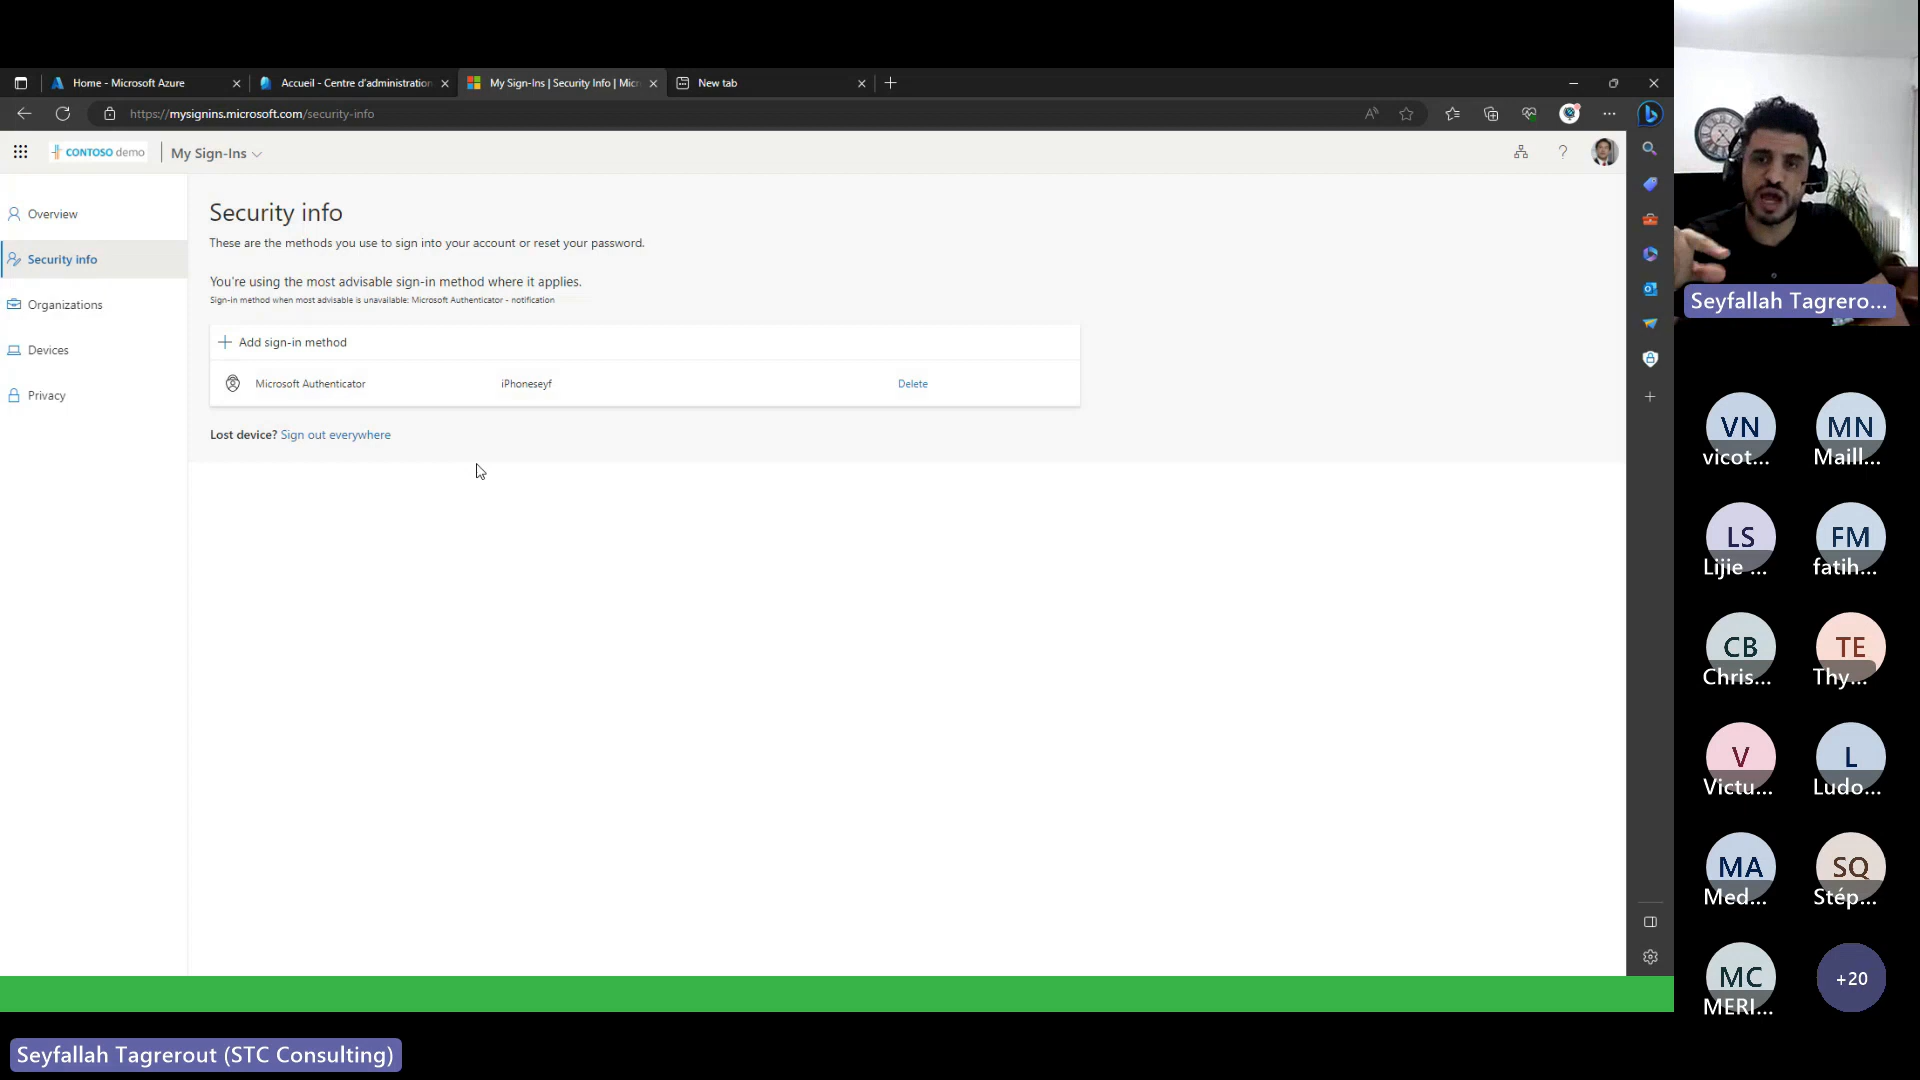 Home - Microsoft Azure
Accueil - Centre d'administration
My Sign-Ins | Security Info | Micr
New tab
https://mysignins.microsoft.com/security-info
CONTOSO demo
My Sign-Ins
Overview
Security info
Organizations
Devices
Privacy
Security info
These are the methods you use to sign into your account or reset your password.
You're using the most advisable sign-in method where it applies.
Sign-in method when most advisable is unavailable: Microsoft Authenticator - notification
Add sign-in method
Microsoft Authenticator iPhoneseyf Delete
Lost device? Sign out everywhere
Seyfallah Tagrero...
VN MN
vicot... Maill...
LS FM
Lijie ... fatih...
CB TE
Chris... Thy...
V L
Victu... Ludo...
MA SQ
Med... Stép...
MC +20
MERI...
Seyfallah Tagrerout (STC Consulting)